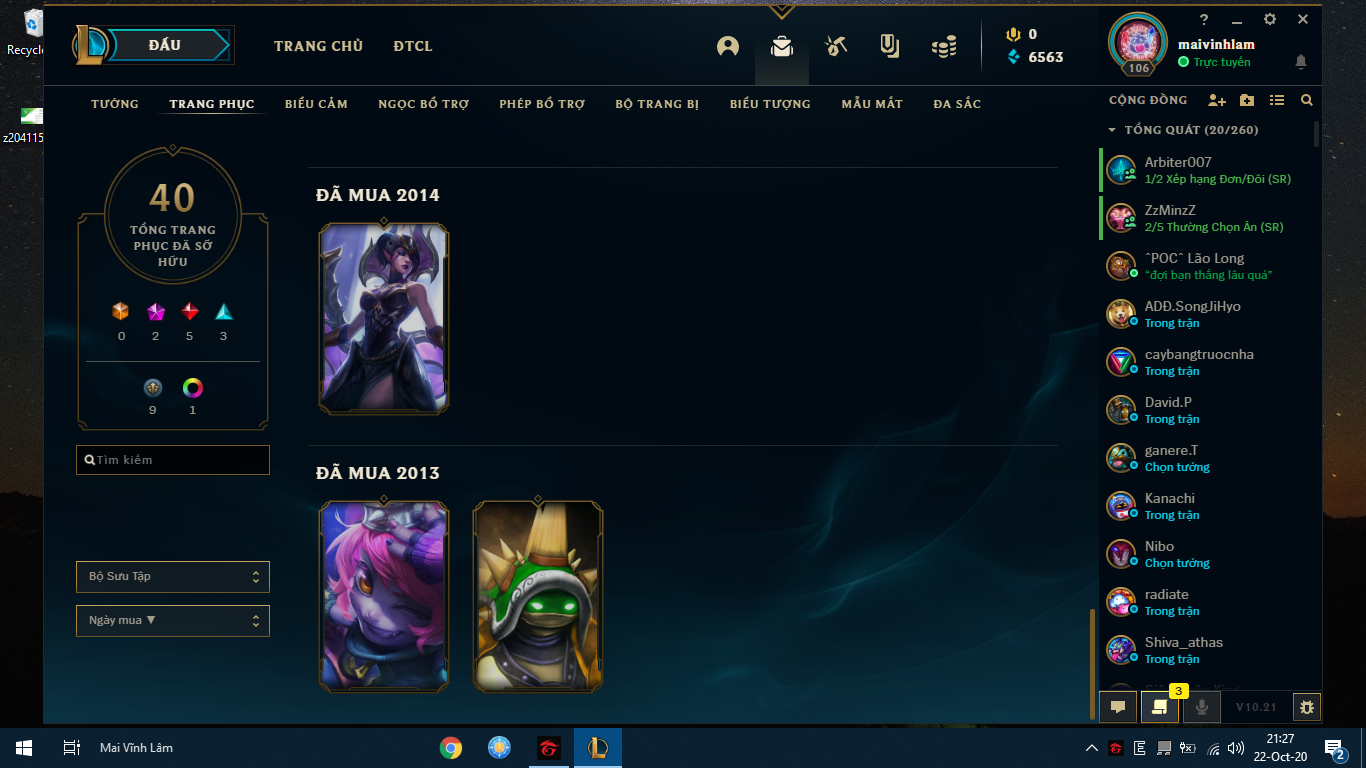 Recycle
z204115
ĐẤU
TRANG CHỦ
ĐTCL
0
6563
106
maivinhlam
Trực tuyến
TƯỚNG
TRANG PHỤC
BIỂU CẢM
NGỌC BỔ TRỢ
PHÉP BỔ TRỢ
BỘ TRANG BỊ
BIỂU TƯỢNG
MẪU MẮT
ĐA SẮC
40
TỔNG TRANG
PHỤC ĐÃ SỞ
HỮU
0 2 5 3
9 1
Tìm kiếm
Bộ Sưu Tập
Ngày mua ▼
ĐÃ MUA 2014
ĐÃ MUA 2013
CỘNG ĐỒNG
TỔNG QUÁT (20/260)
Arbiter007
1/2 Xếp hạng Đơn/Đôi (SR)
ZzMinzZ
2/5 Thường Chọn Ẩn (SR)
ˆPOCˆ Lão Long
“đợi bạn thắng lâu quá”
ADĐ.SongJiHyo
Trong trận
caybangtruocnha
Trong trận
David.P
Trong trận
ganere.T
Chọn tướng
Kanachi
Trong trận
Nibo
Chọn tướng
radiate
Trong trận
Shiva_athas
Trong trận
3
V10.21
Mai Vĩnh Lâm
21:27
22-Oct-20
2